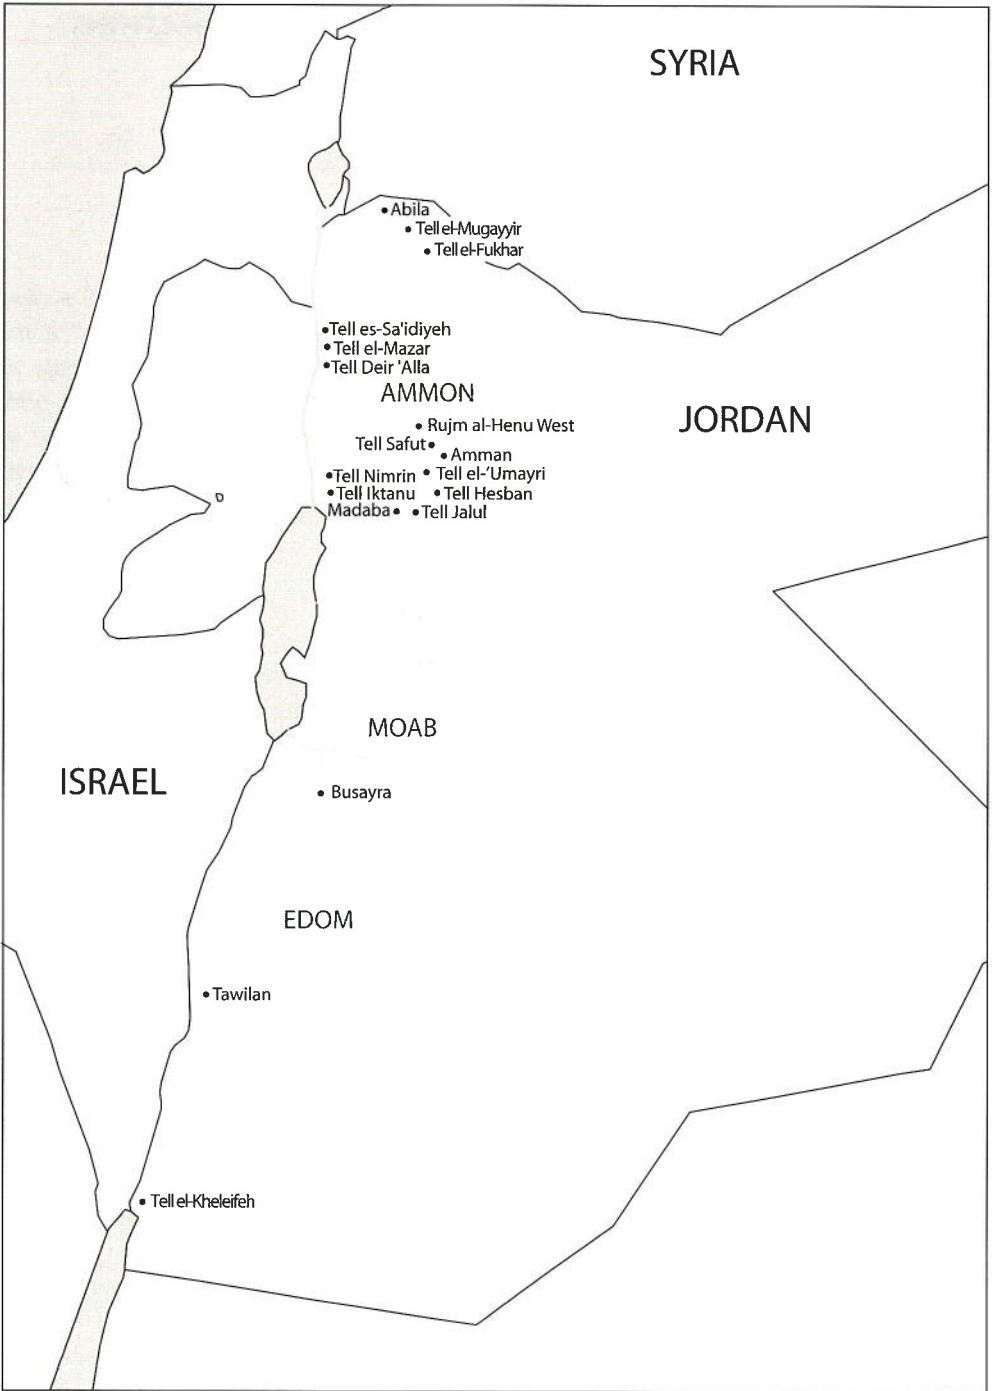 SYRIA
Abila
Tell el-Mugayyir
Tell el-Fukhar
Tell es-Sa'idiyeh
Tell el-Mazar
Tell Deir 'Alla
AMMON
JORDAN
Rujm al-Henu West
Tell Safut
Amman
Tell Nimrin
Tell el-'Umayri
Tell Iktanu
Tell Hesban
Madaba
Tell Jalul
MOAB
ISRAEL
Busayra
EDOM
Tawilan
Tell el-Kheleifeh